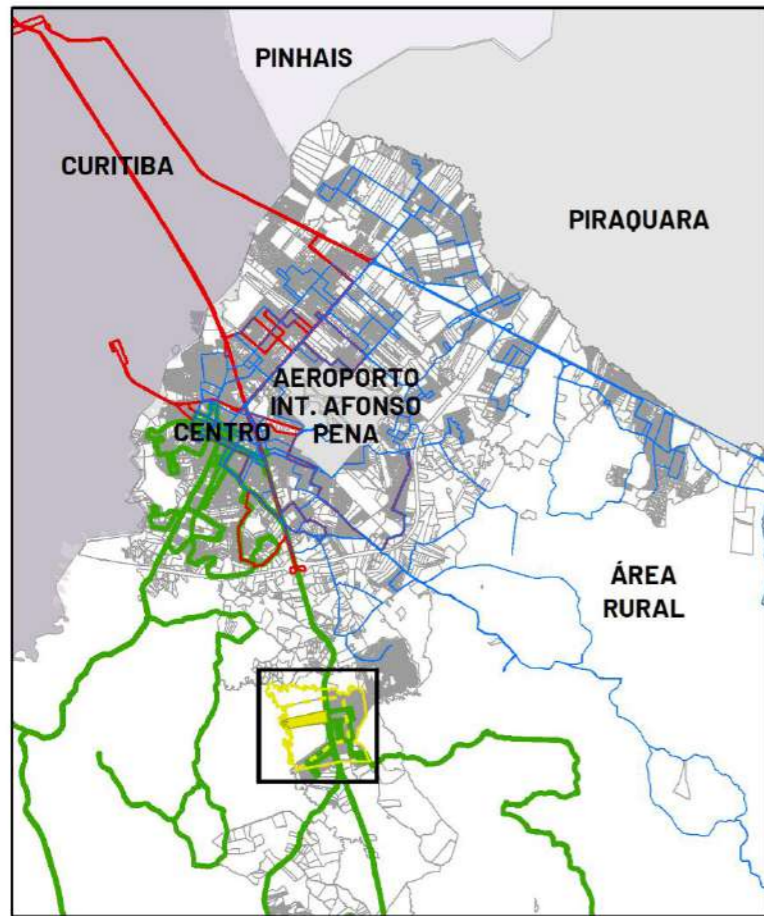 PINHAIS
CURITIBA
PIRAQUARA
AEROPORTO
INT. AFONSO
PENA
CENTRO
ÁREA
RURAL